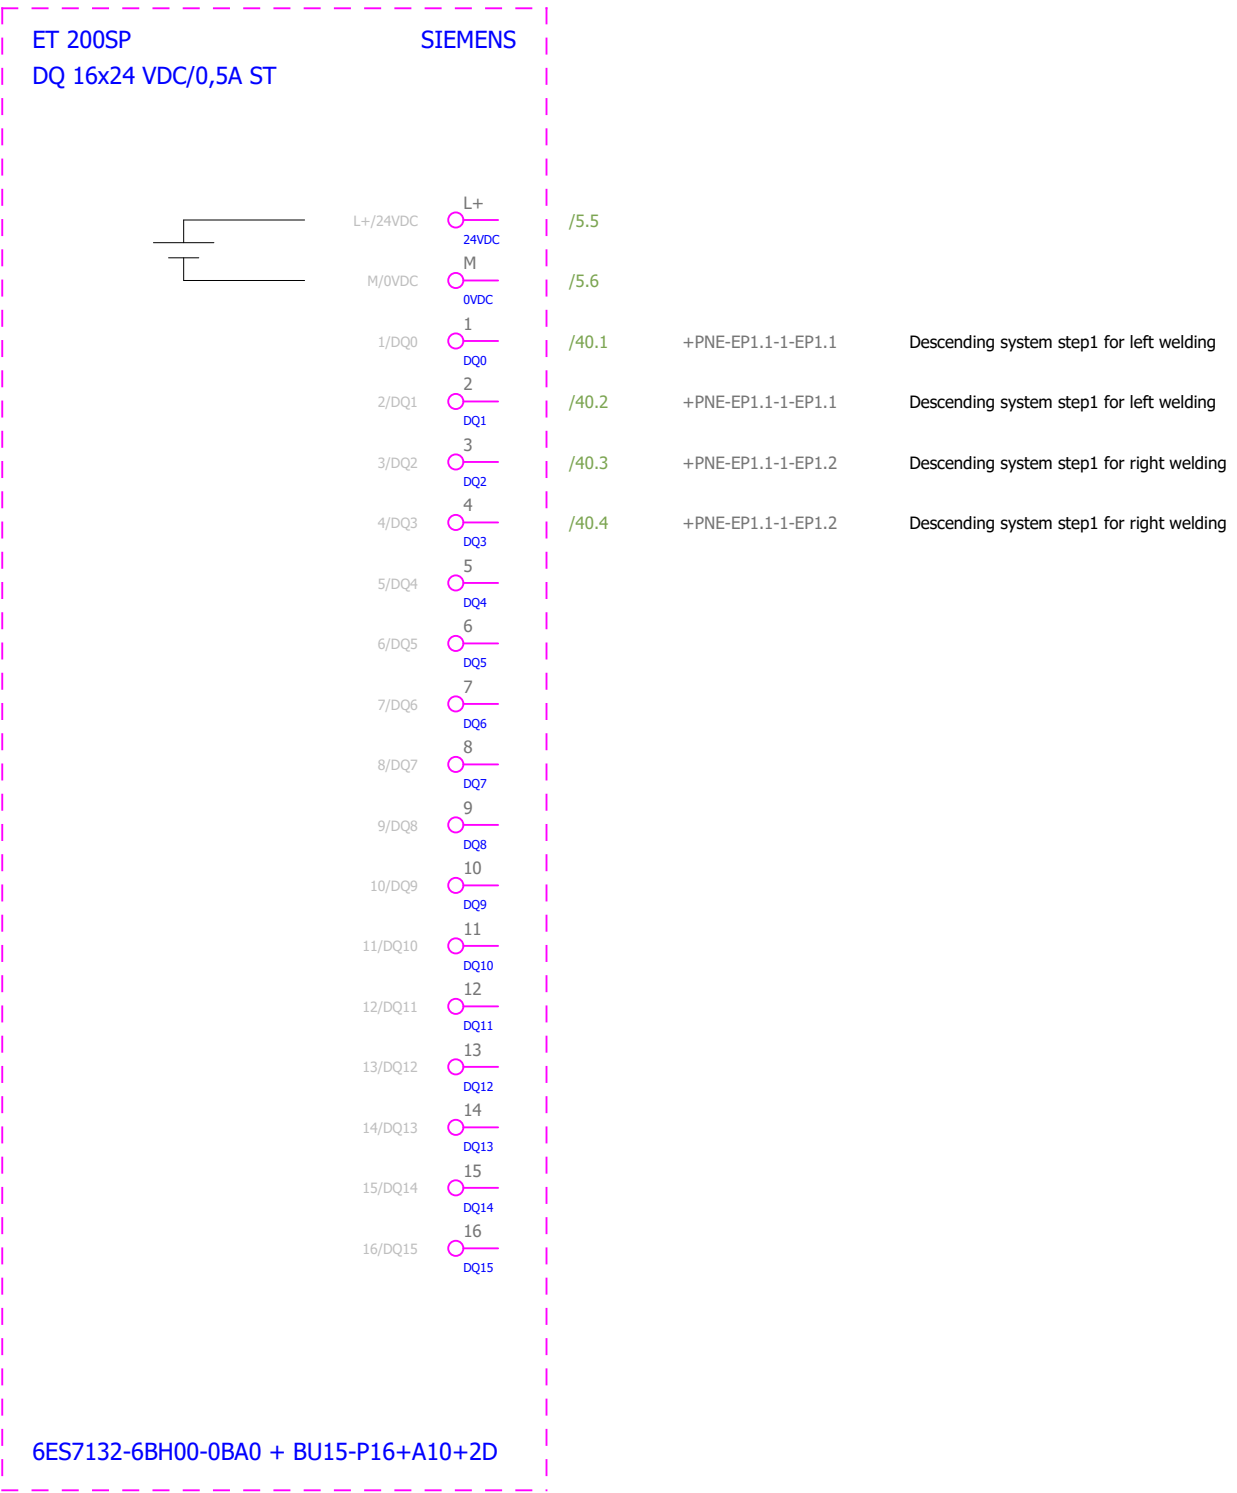 ET 200SP SIEMENS
DQ 16x24 VDC/0,5A ST
L+
L+/24VDC /5.5
24VDC
M
M/0VDC /5.6
0VDC
1
1/DQ0 /40.1 +PNE-EP1.1-1-EP1.1 Descending system step1 for left welding
DQ0
2
2/DQ1 /40.2 +PNE-EP1.1-1-EP1.1 Descending system step1 for left welding
DQ1
3
3/DQ2 /40.3 +PNE-EP1.1-1-EP1.2 Descending system step1 for right welding
DQ2
4
4/DQ3 /40.4 +PNE-EP1.1-1-EP1.2 Descending system step1 for right welding
DQ3
5
5/DQ4
DQ4
6
6/DQ5
DQ5
7
7/DQ6
DQ6
8
8/DQ7
DQ7
9
9/DQ8
DQ8
10
10/DQ9
DQ9
11
11/DQ10
DQ10
12
12/DQ11
DQ11
13
13/DQ12
DQ12
14
14/DQ13
DQ13
15
15/DQ14
DQ14
16
16/DQ15
DQ15
6ES7132-6BH00-0BA0 + BU15-P16+A10+2D